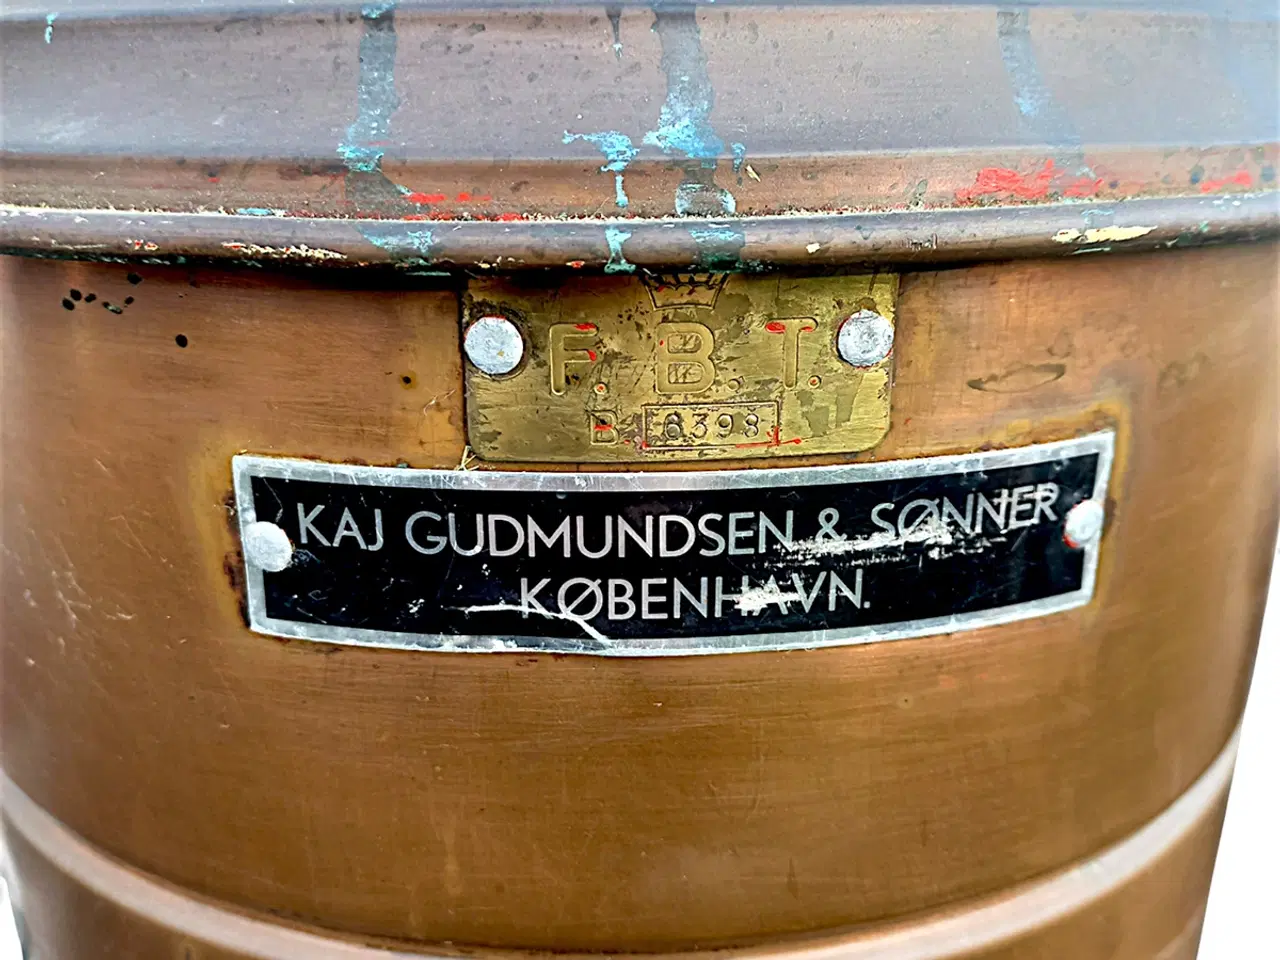 F. B. T.
B. 6398
KAJ GUDMUNDSEN & SØNNER
KØBENHAVN.